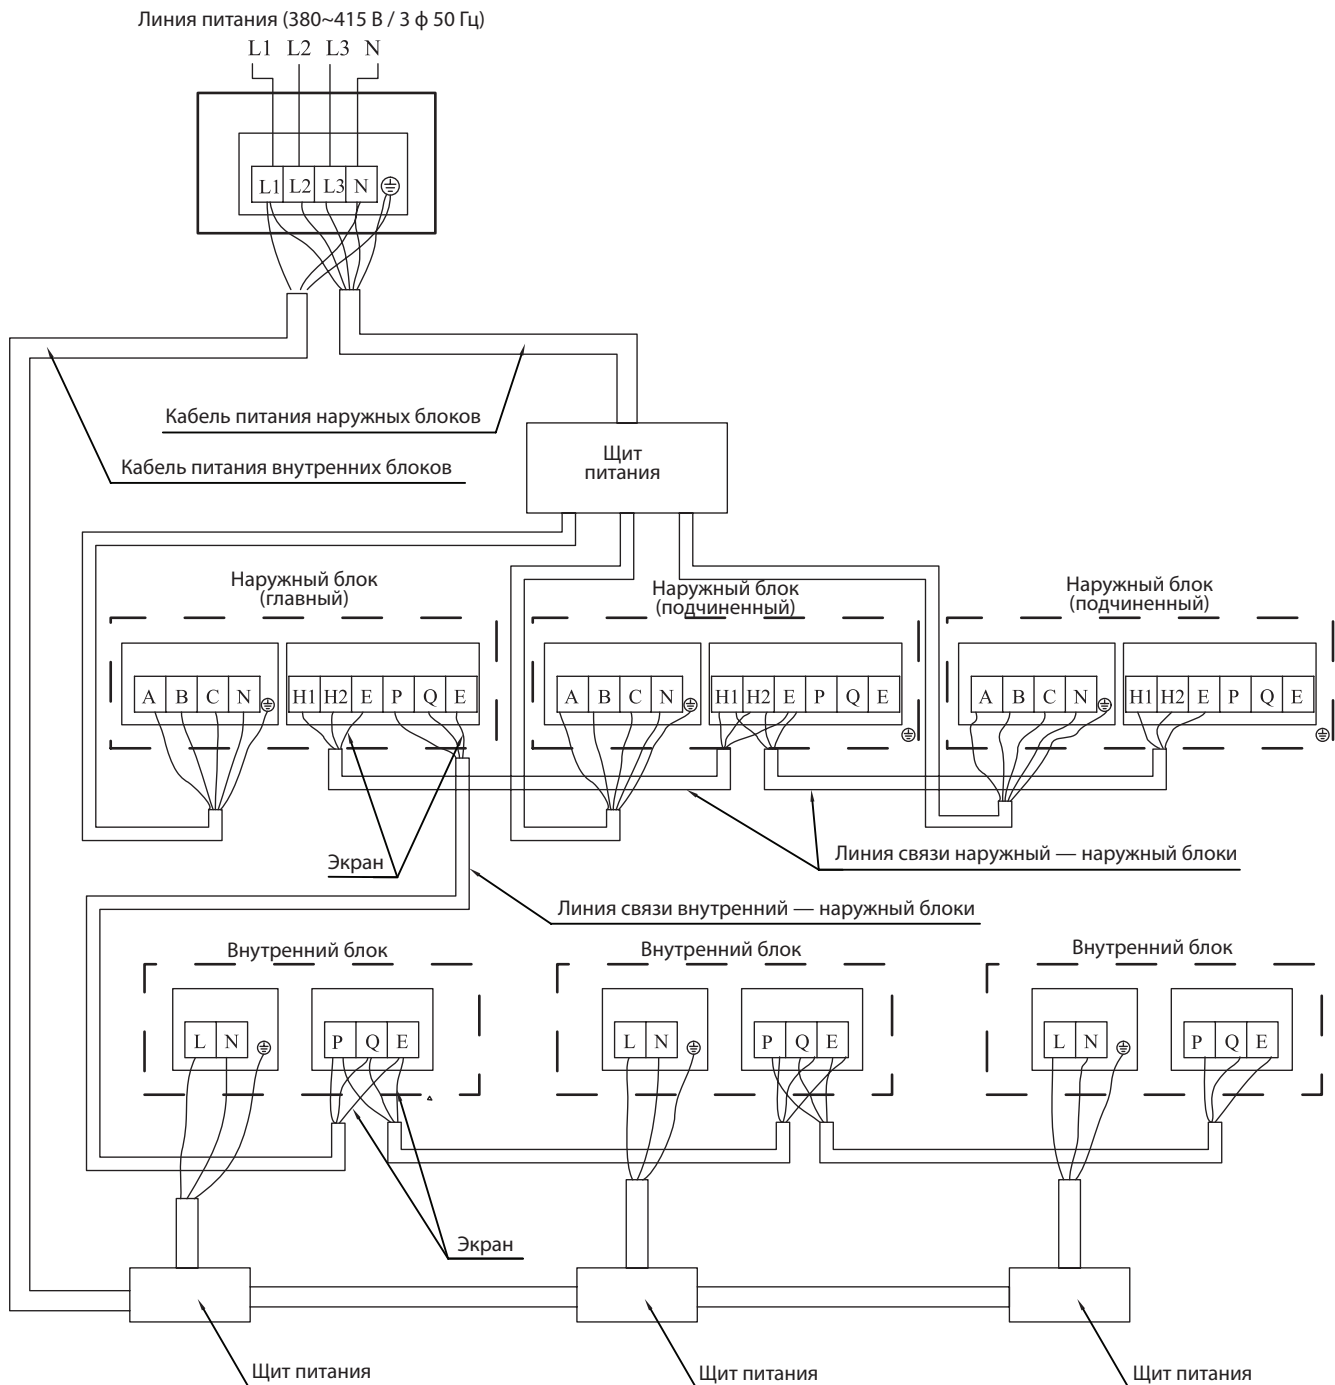 Линия питания (380~415 В / 3 ф 50 Гц)
L1 L2 L3 N
L1 L2 L3 N
Кабель питания наружных блоков
Кабель питания внутренних блоков
Щит
питания
Наружный блок
(главный)
Наружный блок
(подчиненный)
Наружный блок
(подчиненный)
A B C N H1 H2 E P Q E
A B C N H1 H2 E P Q E
A B C N H1 H2 E P Q E
Экран
Линия связи наружный — наружный блоки
Линия связи внутренний — наружный блоки
Внутренний блок
Внутренний блок
Внутренний блок
L N P Q E
L N P Q E
L N P Q E
Экран
Щит питания
Щит питания
Щит питания